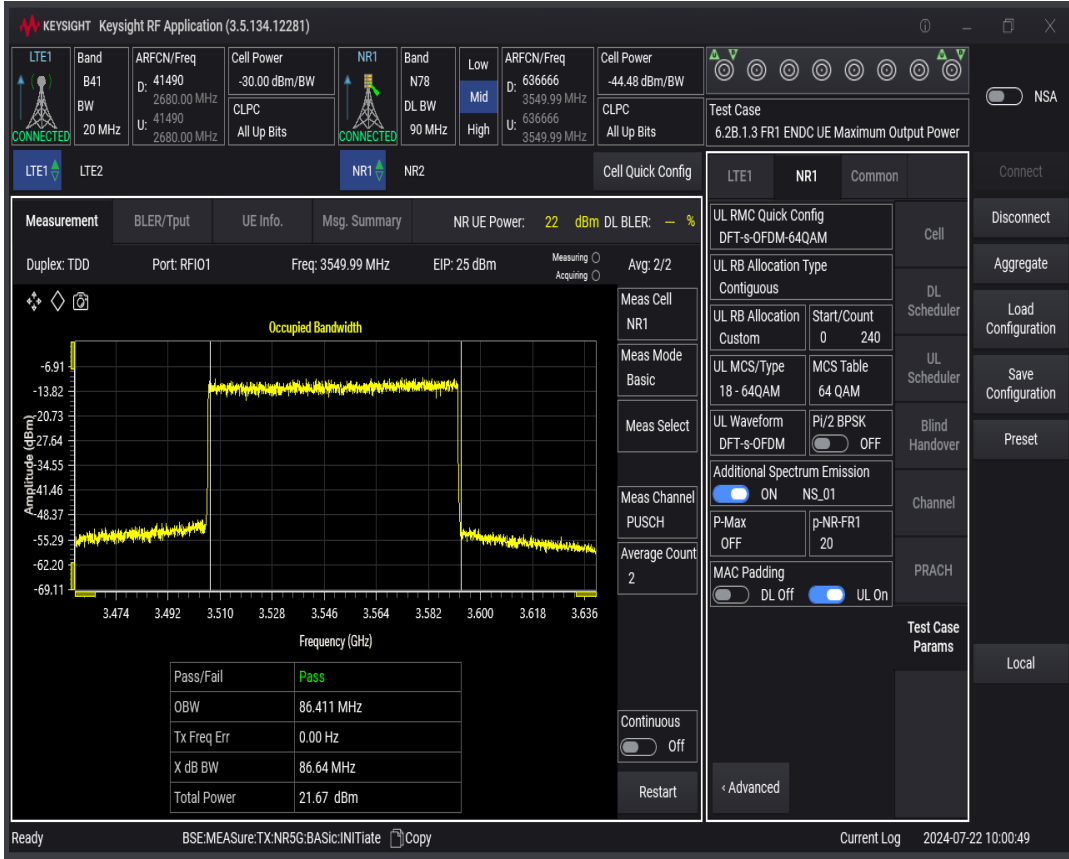 KEYSIGHT Keysight RF Application (3.5.134.12281)
LTE1
CONNECTED
Band
B41
BW
20 MHz
ARFCN/Freq
D: 41490
2680.00 MHz
U: 41490
2680.00 MHz
Cell Power
-30.00 dBm/BW
CLPC
All Up Bits
NR1
CONNECTED
Band
N78
DL BW
90 MHz
Low
Mid
High
ARFCN/Freq
D: 636666
3549.99 MHz
U: 636666
3549.99 MHz
Cell Power
-44.48 dBm/BW
CLPC
All Up Bits
Test Case
6.2B.1.3 FR1 ENDC UE Maximum Output Power
NSA
LTE1 LTE2 NR1 NR2 Cell Quick Config
Measurement BLER/Tput UE Info. Msg. Summary NR UE Power: 22 dBm DL BLER: -- %
Duplex: TDD Port: RFIO1 Freq: 3549.99 MHz EIP: 25 dBm Measuring Acquiring Avg: 2/2
Occupied Bandwidth
Amplitude (dBm)
-6.91
-13.82
-20.73
-27.64
-34.55
-41.46
-48.37
-55.29
-62.20
-69.11
3.474 3.492 3.510 3.528 3.546 3.564 3.582 3.600 3.618 3.636
Frequency (GHz)
Pass/Fail Pass
OBW 86.411 MHz
Tx Freq Err 0.00 Hz
X dB BW 86.64 MHz
Total Power 21.67 dBm
Meas Cell
NR1
Meas Mode
Basic
Meas Select
Meas Channel
PUSCH
Average Count
2
Continuous
Off
Restart
LTE1 NR1 Common
UL RMC Quick Config
DFT-s-OFDM-64QAM
UL RB Allocation Type
Contiguous
UL RB Allocation
Custom
Start/Count
0 240
UL MCS/Type
18 - 64QAM
MCS Table
64 QAM
UL Waveform
DFT-s-OFDM
Pi/2 BPSK
OFF
Additional Spectrum Emission
ON NS_01
P-Max
OFF
p-NR-FR1
20
MAC Padding
DL Off UL On
‹ Advanced
Cell
DL
Scheduler
UL
Scheduler
Blind
Handover
Channel
PRACH
Test Case
Params
Connect
Disconnect
Aggregate
Load
Configuration
Save
Configuration
Preset
Local
Ready BSE:MEASure:TX:NR5G:BASic:INITiate Copy Current Log 2024-07-22 10:00:49